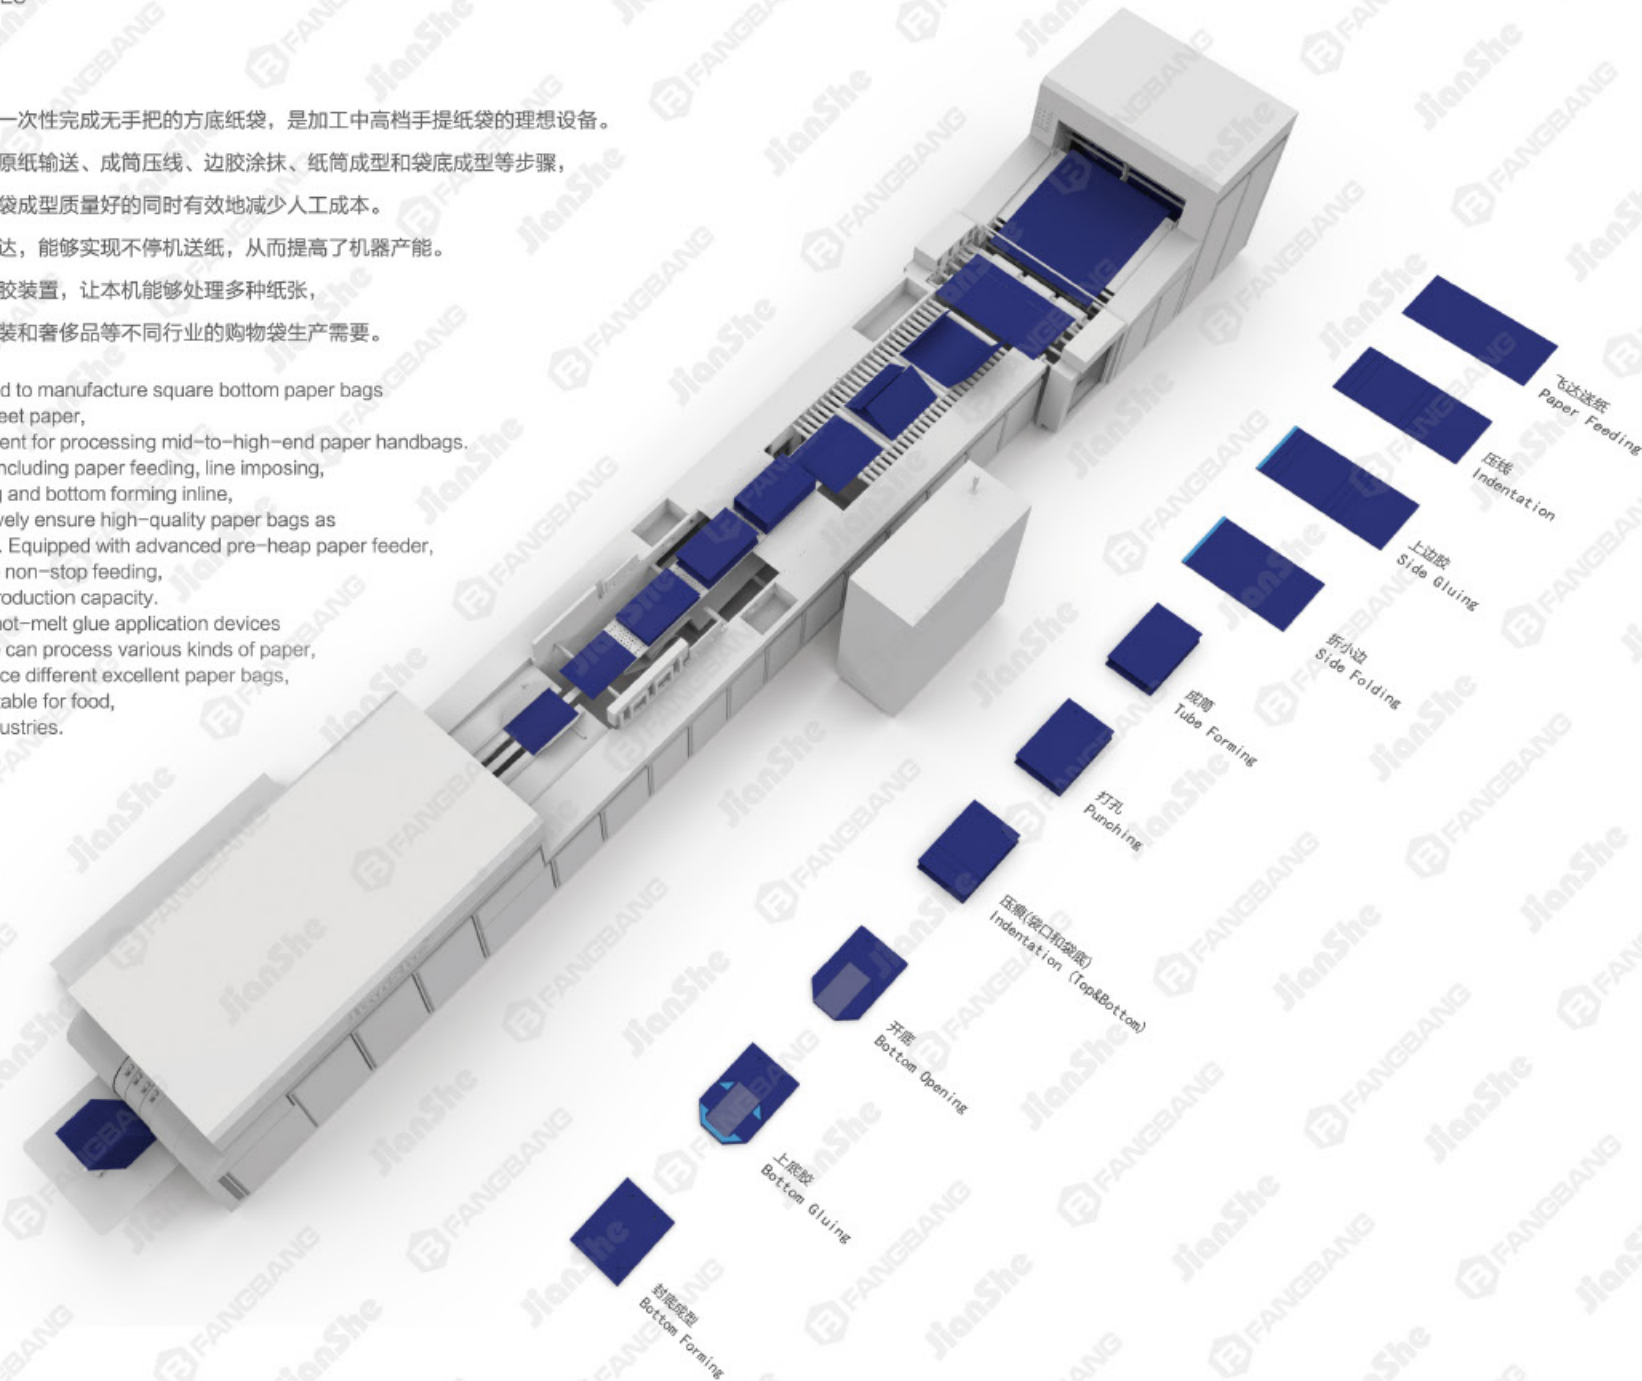 一次性完成无手把的方底纸袋，是加工中高档手提纸袋的理想设备。
原纸输送、成筒压线、边胶涂抹、纸筒成型和袋底成型等步骤，
袋成型质量好的同时有效地减少人工成本。
达，能够实现不停机送纸，从而提高了机器产能。
胶装置，让本机能够处理多种纸张，
装和奢侈品等不同行业的购物袋生产需要。
d to manufacture square bottom paper bags
eet paper,
ent for processing mid-to-high-end paper handbags.
ncluding paper feeding, line imposing,
g and bottom forming inline,
vely ensure high-quality paper bags as
. Equipped with advanced pre-heap paper feeder,
non-stop feeding,
roduction capacity.
hot-melt glue application devices
can process various kinds of paper,
ce different excellent paper bags,
table for food,
ustries.
飞达送纸
Paper Feeding
压线
Indentation
上边胶
Side Gluing
折小边
Side Folding
成筒
Tube Forming
打孔
Punching
压痕(袋口和袋底)
Indentation (Top&Bottom)
开底
Bottom Opening
上底胶
Bottom Gluing
封底成型
Bottom Forming
FANGBANG
JianShe